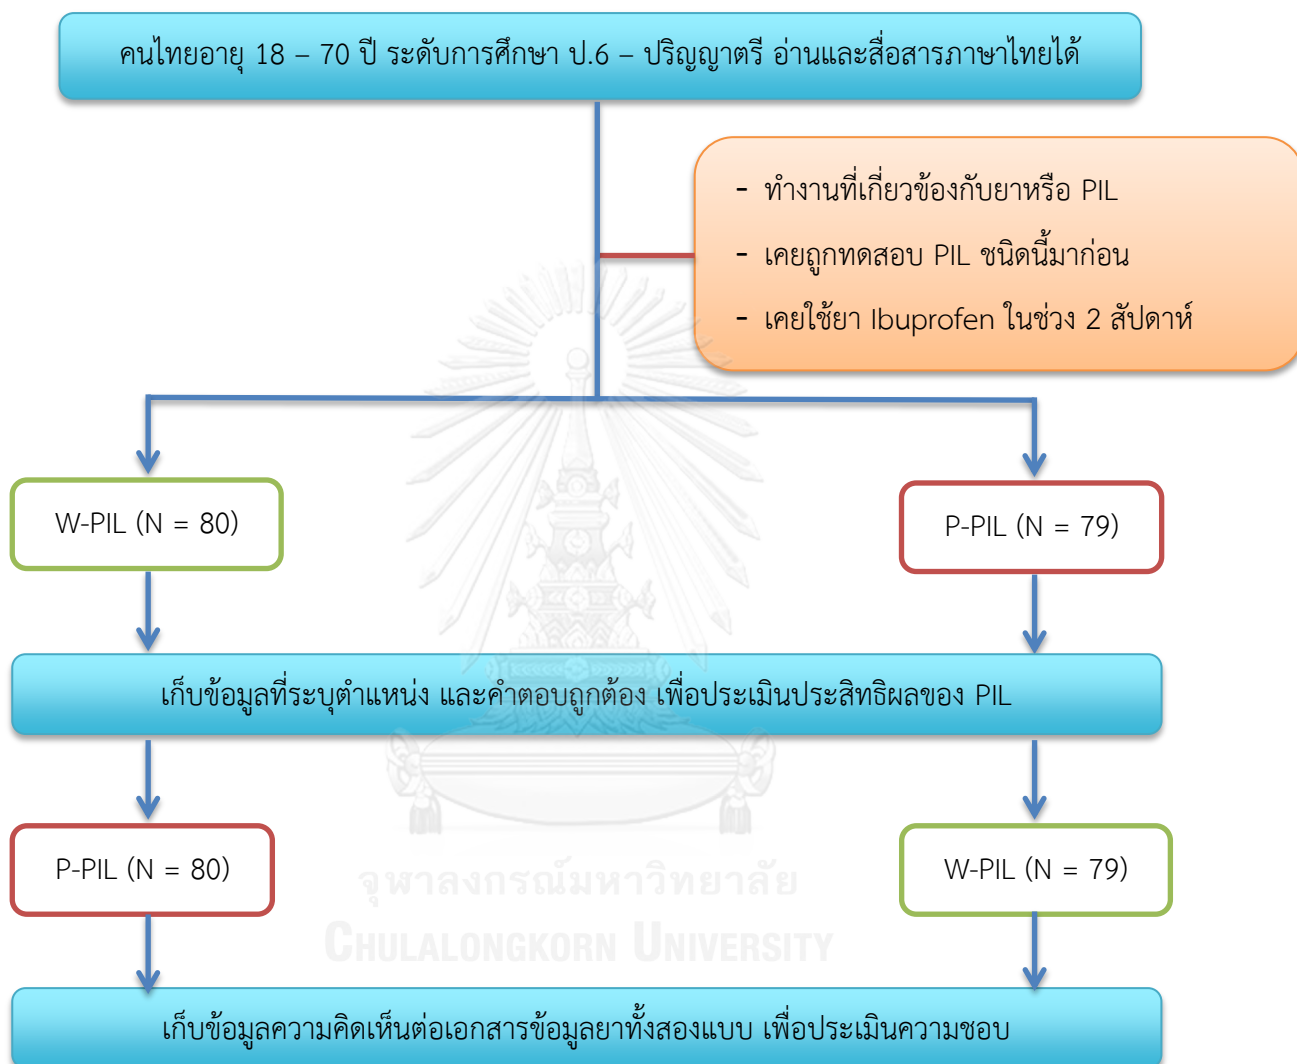 คนไทยอายุ 18 – 70 ปี ระดับการศึกษา ป.6 – ปริญญาตรี อ่านและสื่อสารภาษาไทยได้
- ทำงานที่เกี่ยวข้องกับยาหรือ PIL
- เคยถูกทดสอบ PIL ชนิดนี้มาก่อน
- เคยใช้ยา Ibuprofen ในช่วง 2 สัปดาห์
W-PIL (N = 80)
P-PIL (N = 79)
เก็บข้อมูลที่ระบุตำแหน่ง และคำตอบถูกต้อง เพื่อประเมินประสิทธิผลของ PIL
P-PIL (N = 80)
W-PIL (N = 79)
จุฬาลงกรณ์มหาวิทยาลัย
CHULALONGKORN UNIVERSITY
เก็บข้อมูลความคิดเห็นต่อเอกสารข้อมูลยาทั้งสองแบบ เพื่อประเมินความชอบ